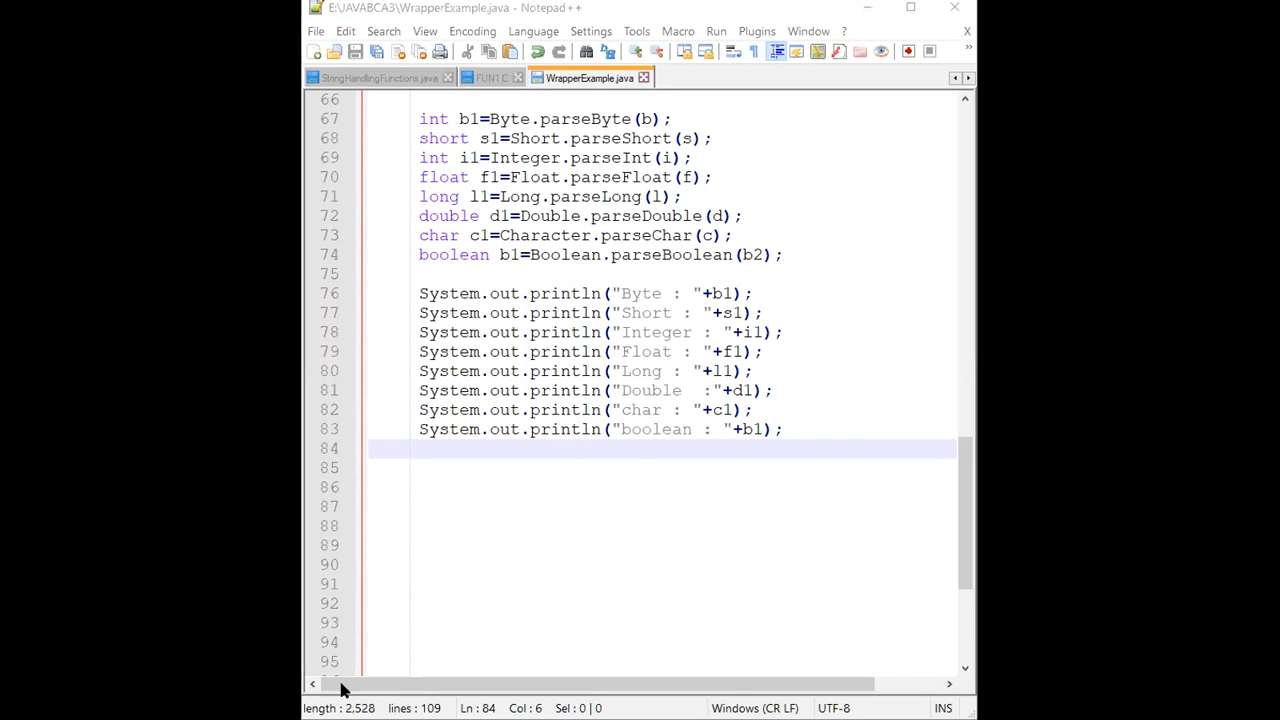 E:\JAVABCA3\WrapperExample.java - Notepad++
File Edit Search View Encoding Language Settings Tools Macro Run Plugins Window ? X
StringHandlingFunctions.java FUN1.C WrapperExample.java
66
67 int b1=Byte.parseByte(b);
68 short s1=Short.parseShort(s);
69 int i1=Integer.parseInt(i);
70 float f1=Float.parseFloat(f);
71 long l1=Long.parseLong(l);
72 double d1=Double.parseDouble(d);
73 char c1=Character.parseChar(c);
74 boolean b1=Boolean.parseBoolean(b2);
75
76 System.out.println("Byte : "+b1);
77 System.out.println("Short : "+s1);
78 System.out.println("Integer : "+i1);
79 System.out.println("Float : "+f1);
80 System.out.println("Long : "+l1);
81 System.out.println("Double  :"+d1);
82 System.out.println("char : "+c1);
83 System.out.println("boolean : "+b1);
84
85
86
87
88
89
90
91
92
93
94
95
length : 2,528 lines : 109 Ln : 84 Col : 6 Sel : 0 | 0 Windows (CR LF) UTF-8 INS